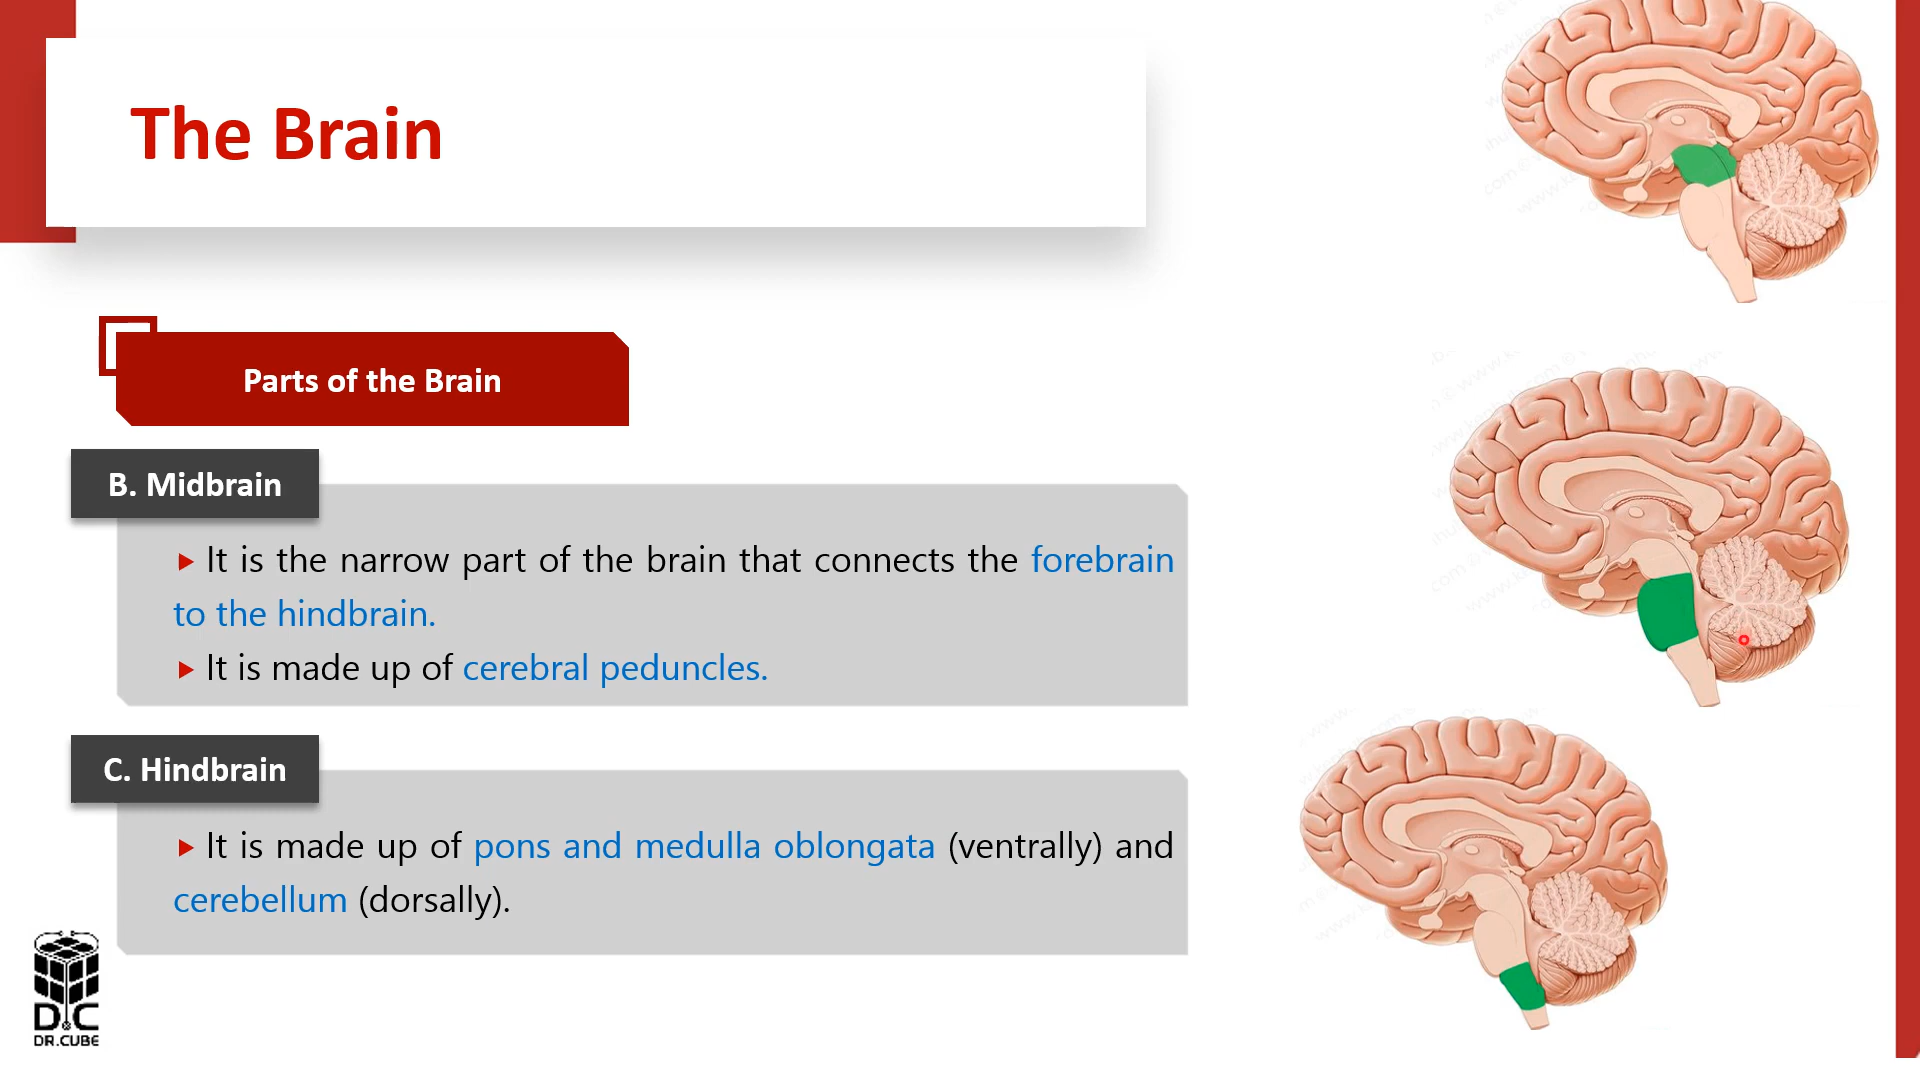 The Brain
Parts of the Brain
B. Midbrain
It is the narrow part of the brain that connects the forebrain
to the hindbrain.
It is made up of cerebral peduncles.
C. Hindbrain
It is made up of pons and medulla oblongata (ventrally) and
cerebellum (dorsally).
D C
DR.CUBE